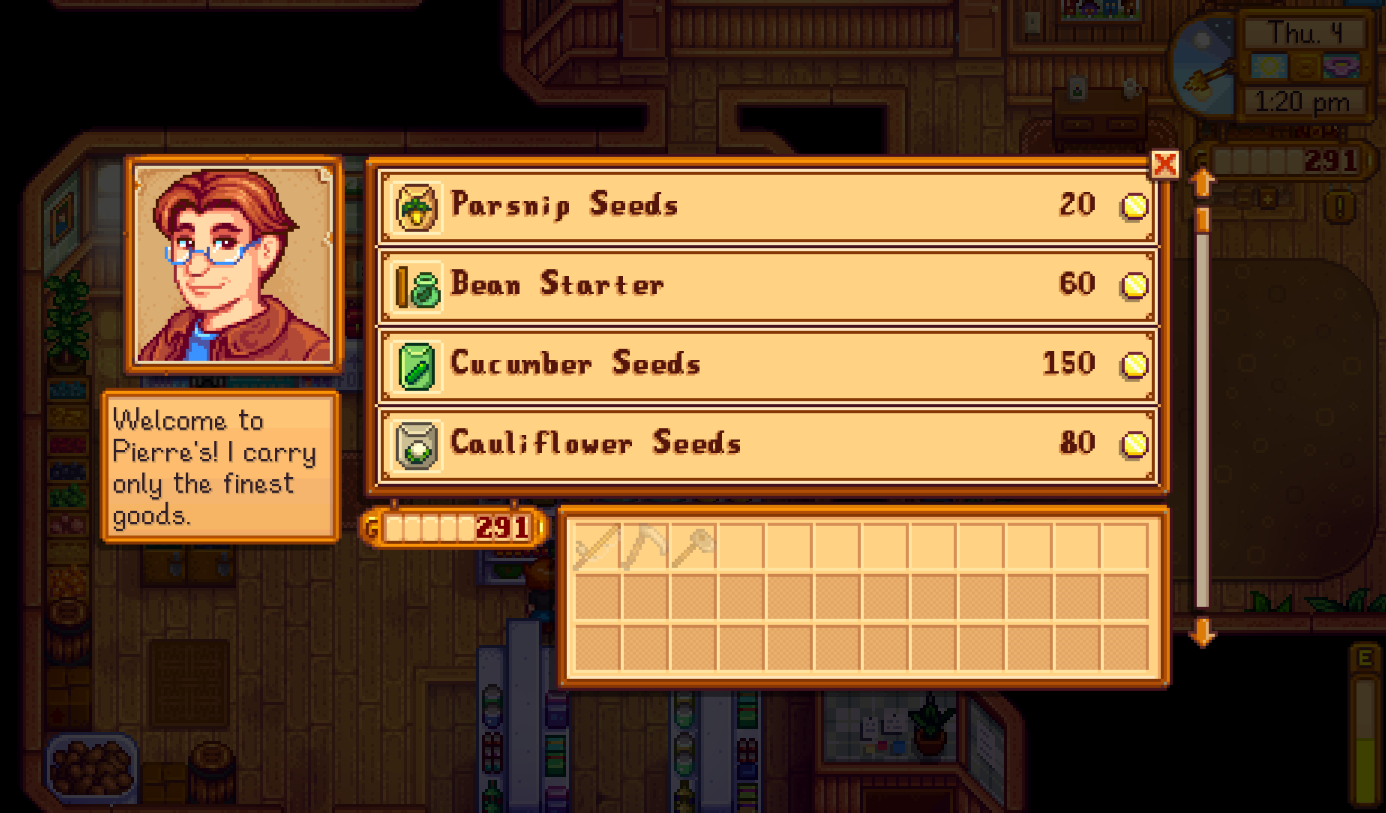 Thu. 4
1:20 pm
291
Parsnip Seeds 20
Bean Starter 60
Cucumber Seeds 150
Cauliflower Seeds 80
Welcome to
Pierre's! I carry
only the finest
goods.
G 291
E